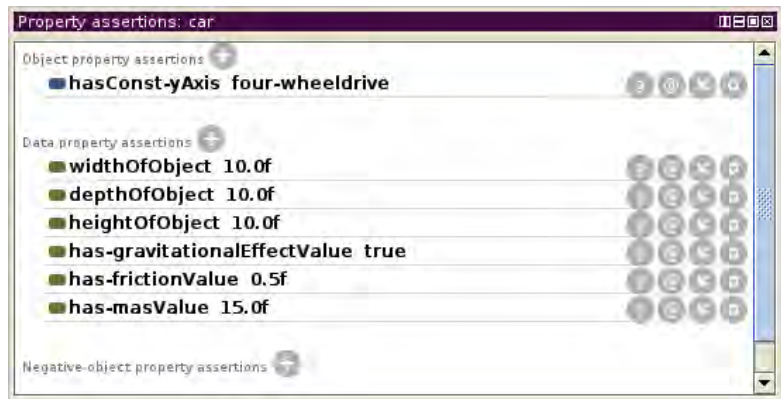 Property assertions: car
Object property assertions
hasConst-yAxis four-wheeldrive
Data property assertions
widthOfObject 10.0f
depthOfObject 10.0f
heightOfObject 10.0f
has-gravitationalEffectValue true
has-frictionValue 0.5f
has-masValue 15.0f
Negative object property assertions